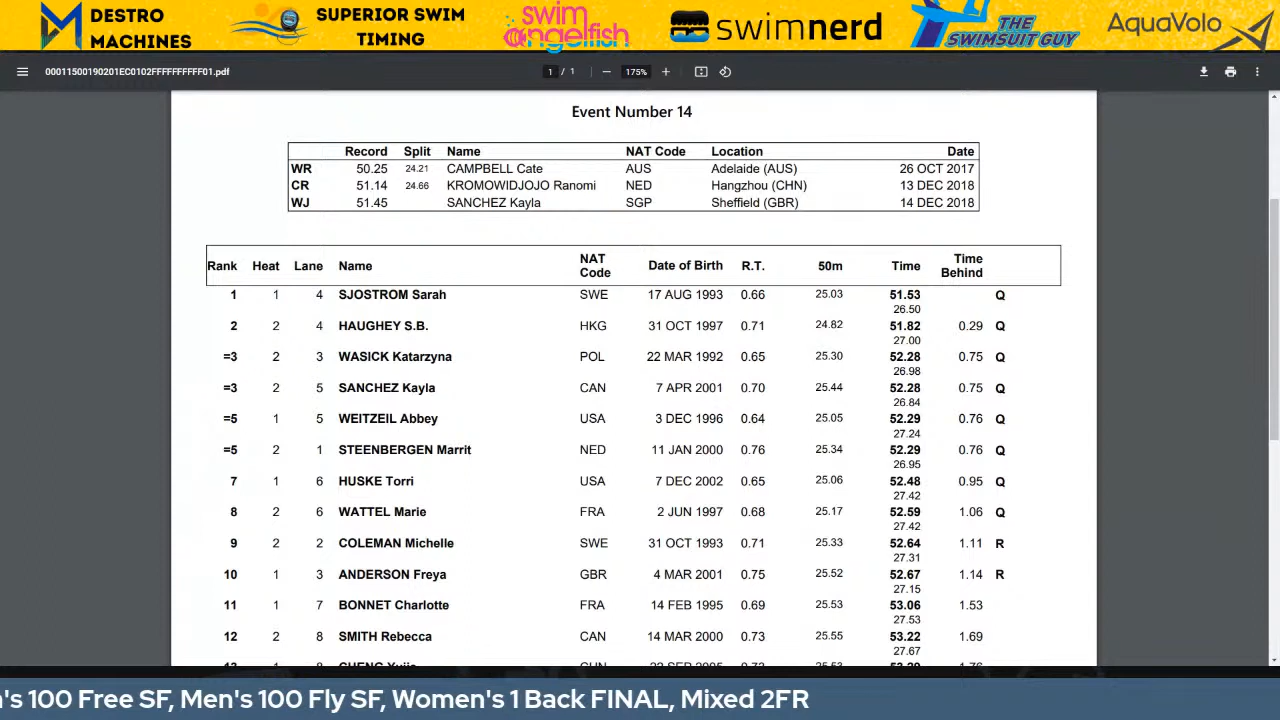 DESTRO
MACHINES
SUPERIOR SWIM
TIMING
swim
angelfish
swimnerd
THE
SWIMSUIT GUY
AquaVolo
00011500190201EC0102FFFFFFFFFF01.pdf
1 / 1
175%
Event Number 14
Record Split Name NAT Code Location Date
WR 50.25 24.21 CAMPBELL Cate AUS Adelaide (AUS) 26 OCT 2017
CR 51.14 24.66 KROMOWIDJOJO Ranomi NED Hangzhou (CHN) 13 DEC 2018
WJ 51.45 SANCHEZ Kayla SGP Sheffield (GBR) 14 DEC 2018
Rank Heat Lane Name NAT Code Date of Birth R.T. 50m Time Time Behind
1 1 4 SJOSTROM Sarah SWE 17 AUG 1993 0.66 25.03 51.53 Q
26.50
2 2 4 HAUGHEY S.B. HKG 31 OCT 1997 0.71 24.82 51.82 0.29 Q
27.00
=3 2 3 WASICK Katarzyna POL 22 MAR 1992 0.65 25.30 52.28 0.75 Q
26.98
=3 2 5 SANCHEZ Kayla CAN 7 APR 2001 0.70 25.44 52.28 0.75 Q
26.84
=5 1 5 WEITZEIL Abbey USA 3 DEC 1996 0.64 25.05 52.29 0.76 Q
27.24
=5 2 1 STEENBERGEN Marrit NED 11 JAN 2000 0.76 25.34 52.29 0.76 Q
26.95
7 1 6 HUSKE Torri USA 7 DEC 2002 0.65 25.06 52.48 0.95 Q
27.42
8 2 6 WATTEL Marie FRA 2 JUN 1997 0.68 25.17 52.59 1.06 Q
27.42
9 2 2 COLEMAN Michelle SWE 31 OCT 1993 0.71 25.33 52.64 1.11 R
27.31
10 1 3 ANDERSON Freya GBR 4 MAR 2001 0.75 25.52 52.67 1.14 R
27.15
11 1 7 BONNET Charlotte FRA 14 FEB 1995 0.69 25.53 53.06 1.53
27.53
12 2 8 SMITH Rebecca CAN 14 MAR 2000 0.73 25.55 53.22 1.69
27.67
's 100 Free SF, Men's 100 Fly SF, Women's 1 Back FINAL, Mixed 2FR